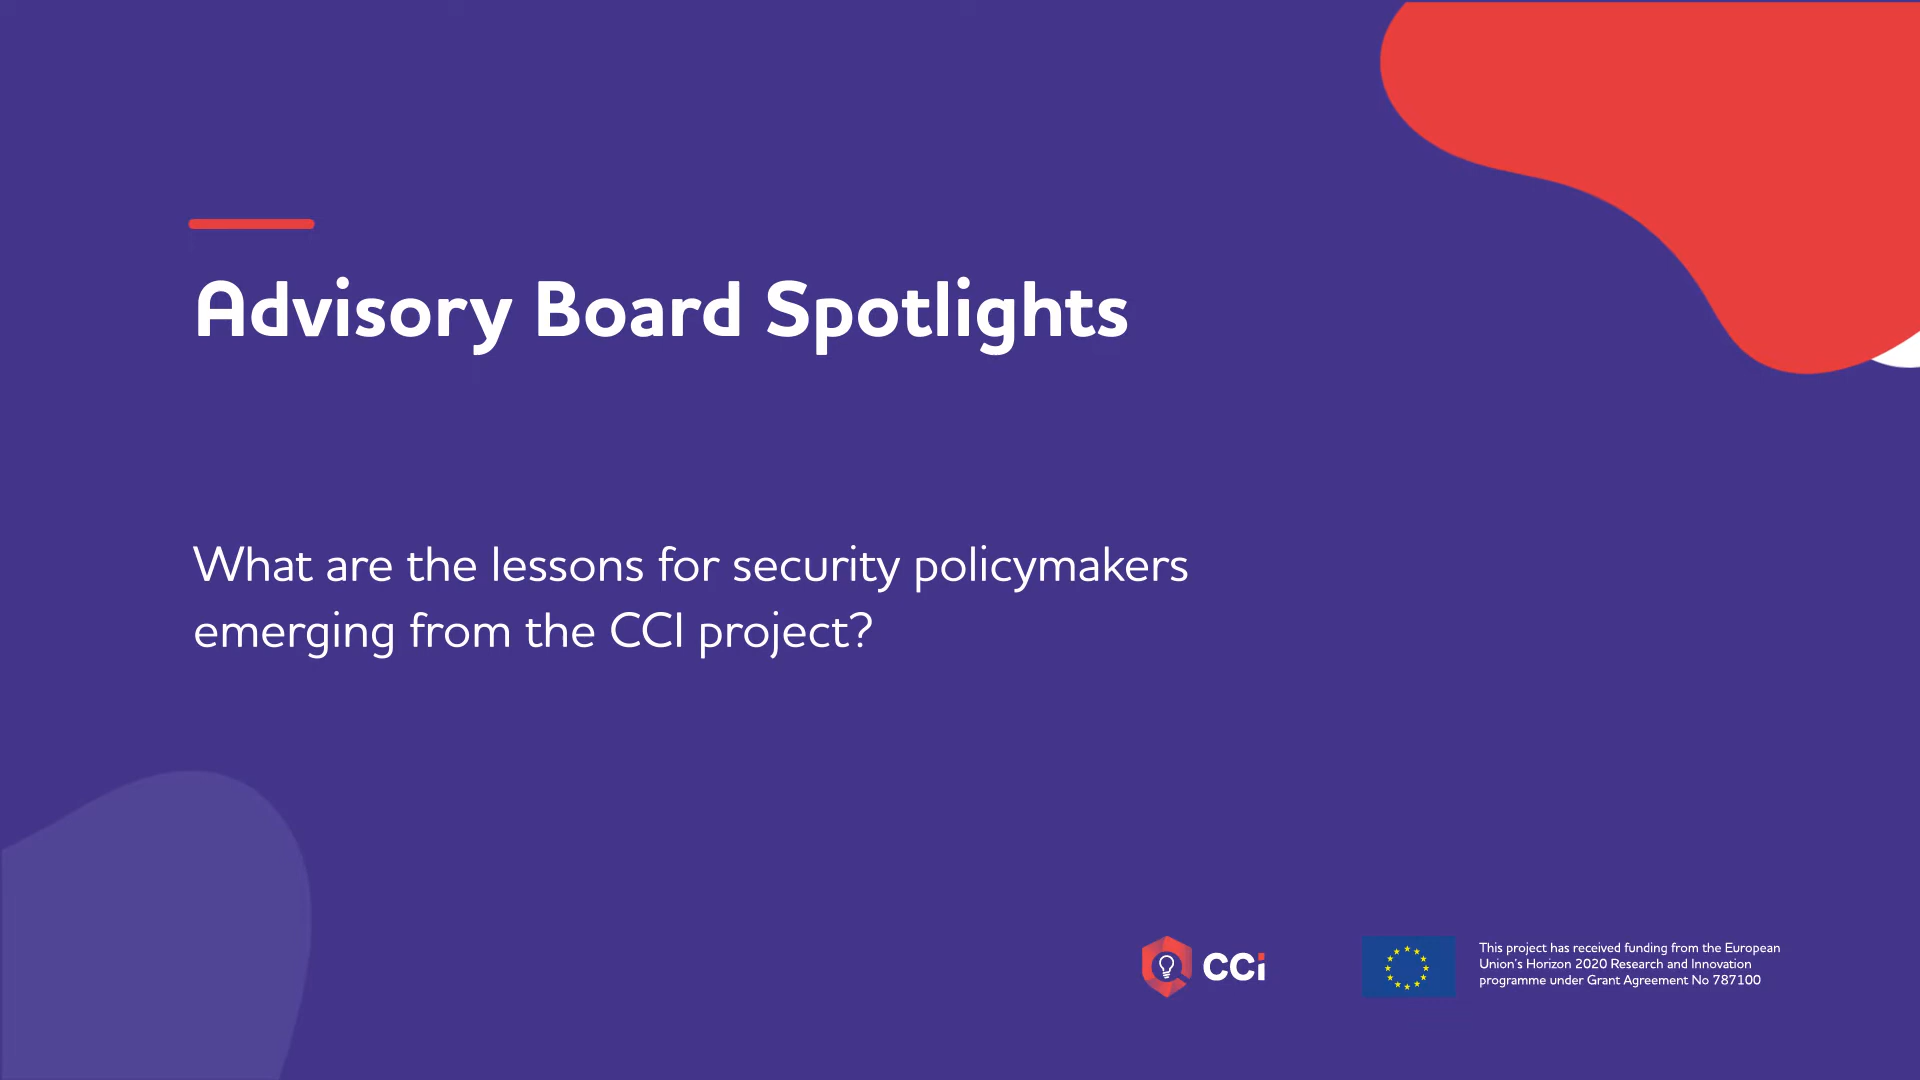 Advisory Board Spotlights
What are the lessons for security policymakers
emerging from the CCI project?
CCi
This project has received funding from the European
Union's Horizon 2020 Research and Innovation
programme under Grant Agreement No 787100